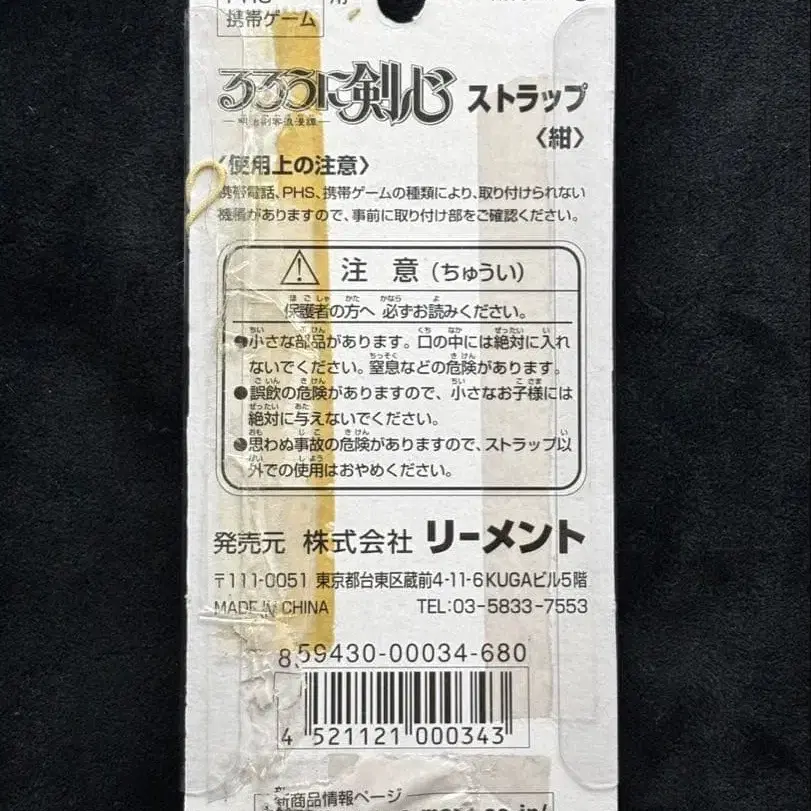 携帯ゲーム
用
るろうに剣心 ストラップ
―明治剣客浪漫譚―
〈紺〉
〈使用上の注意〉
携帯電話、PHS、携帯ゲームの種類により、取り付けられない
機種がありますので、事前に取り付け部をご確認ください。
⚠ 注 意 (ちゅうい)
保護者の方へ 必ずお読みください。
●小さな部品があります。口の中には絶対に入れ
ないでください。窒息などの危険があります。
●誤飲の危険がありますので、小さなお子様には
絶対に与えないでください。
●思わぬ事故の危険がありますので、ストラップ以
外での使用はおやめください。
発売元 株式会社 リーメント
〒111-0051 東京都台東区蔵前4-11-6 KUGAビル5階
MADE IN CHINA TEL:03-5833-7553
859430-00034-680
4 521121 000343
新商品情報ページ